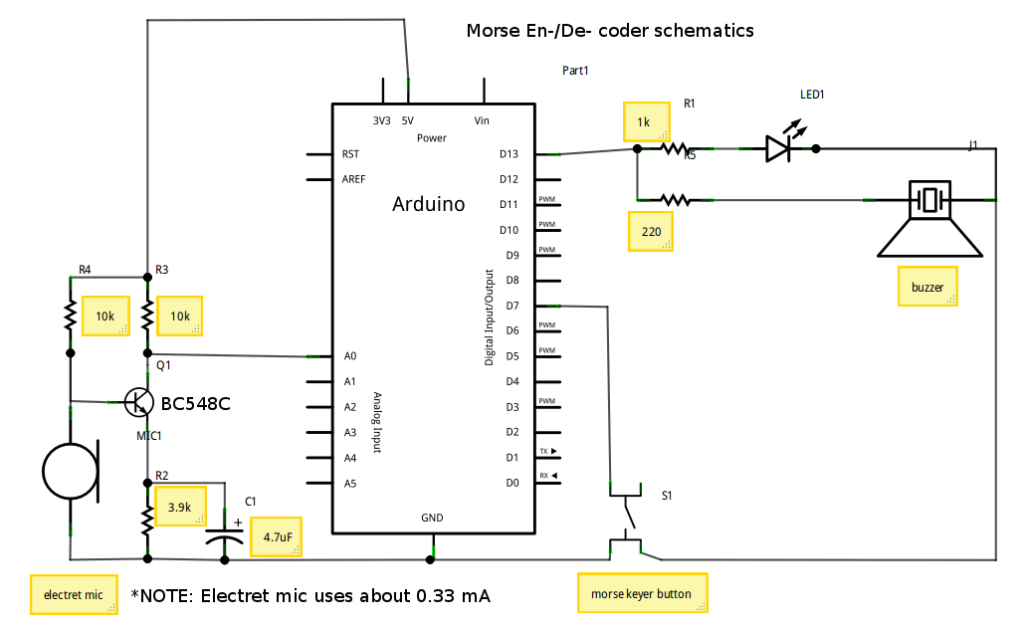 Morse En-/De- coder schematics
Part1
3V3 5V Vin
Power
RST
AREF
Arduino
A0
A1
A2
A3
A4
A5
Analog Input
GND
D13
D12
D11 PWM
D10 PWM
D9 PWM
D8
D7
D6 PWM
D5 PWM
D4
D3 PWM
D2
D1 TX ►
D0 RX ◄
Digital Input/Output
1k
R1
LED1
J1
R5
220
buzzer
R4
R3
10k
10k
Q1
BC548C
MIC1
R2
3.9k
C1
+
4.7uF
S1
electret mic
*NOTE: Electret mic uses about 0.33 mA
morse keyer button